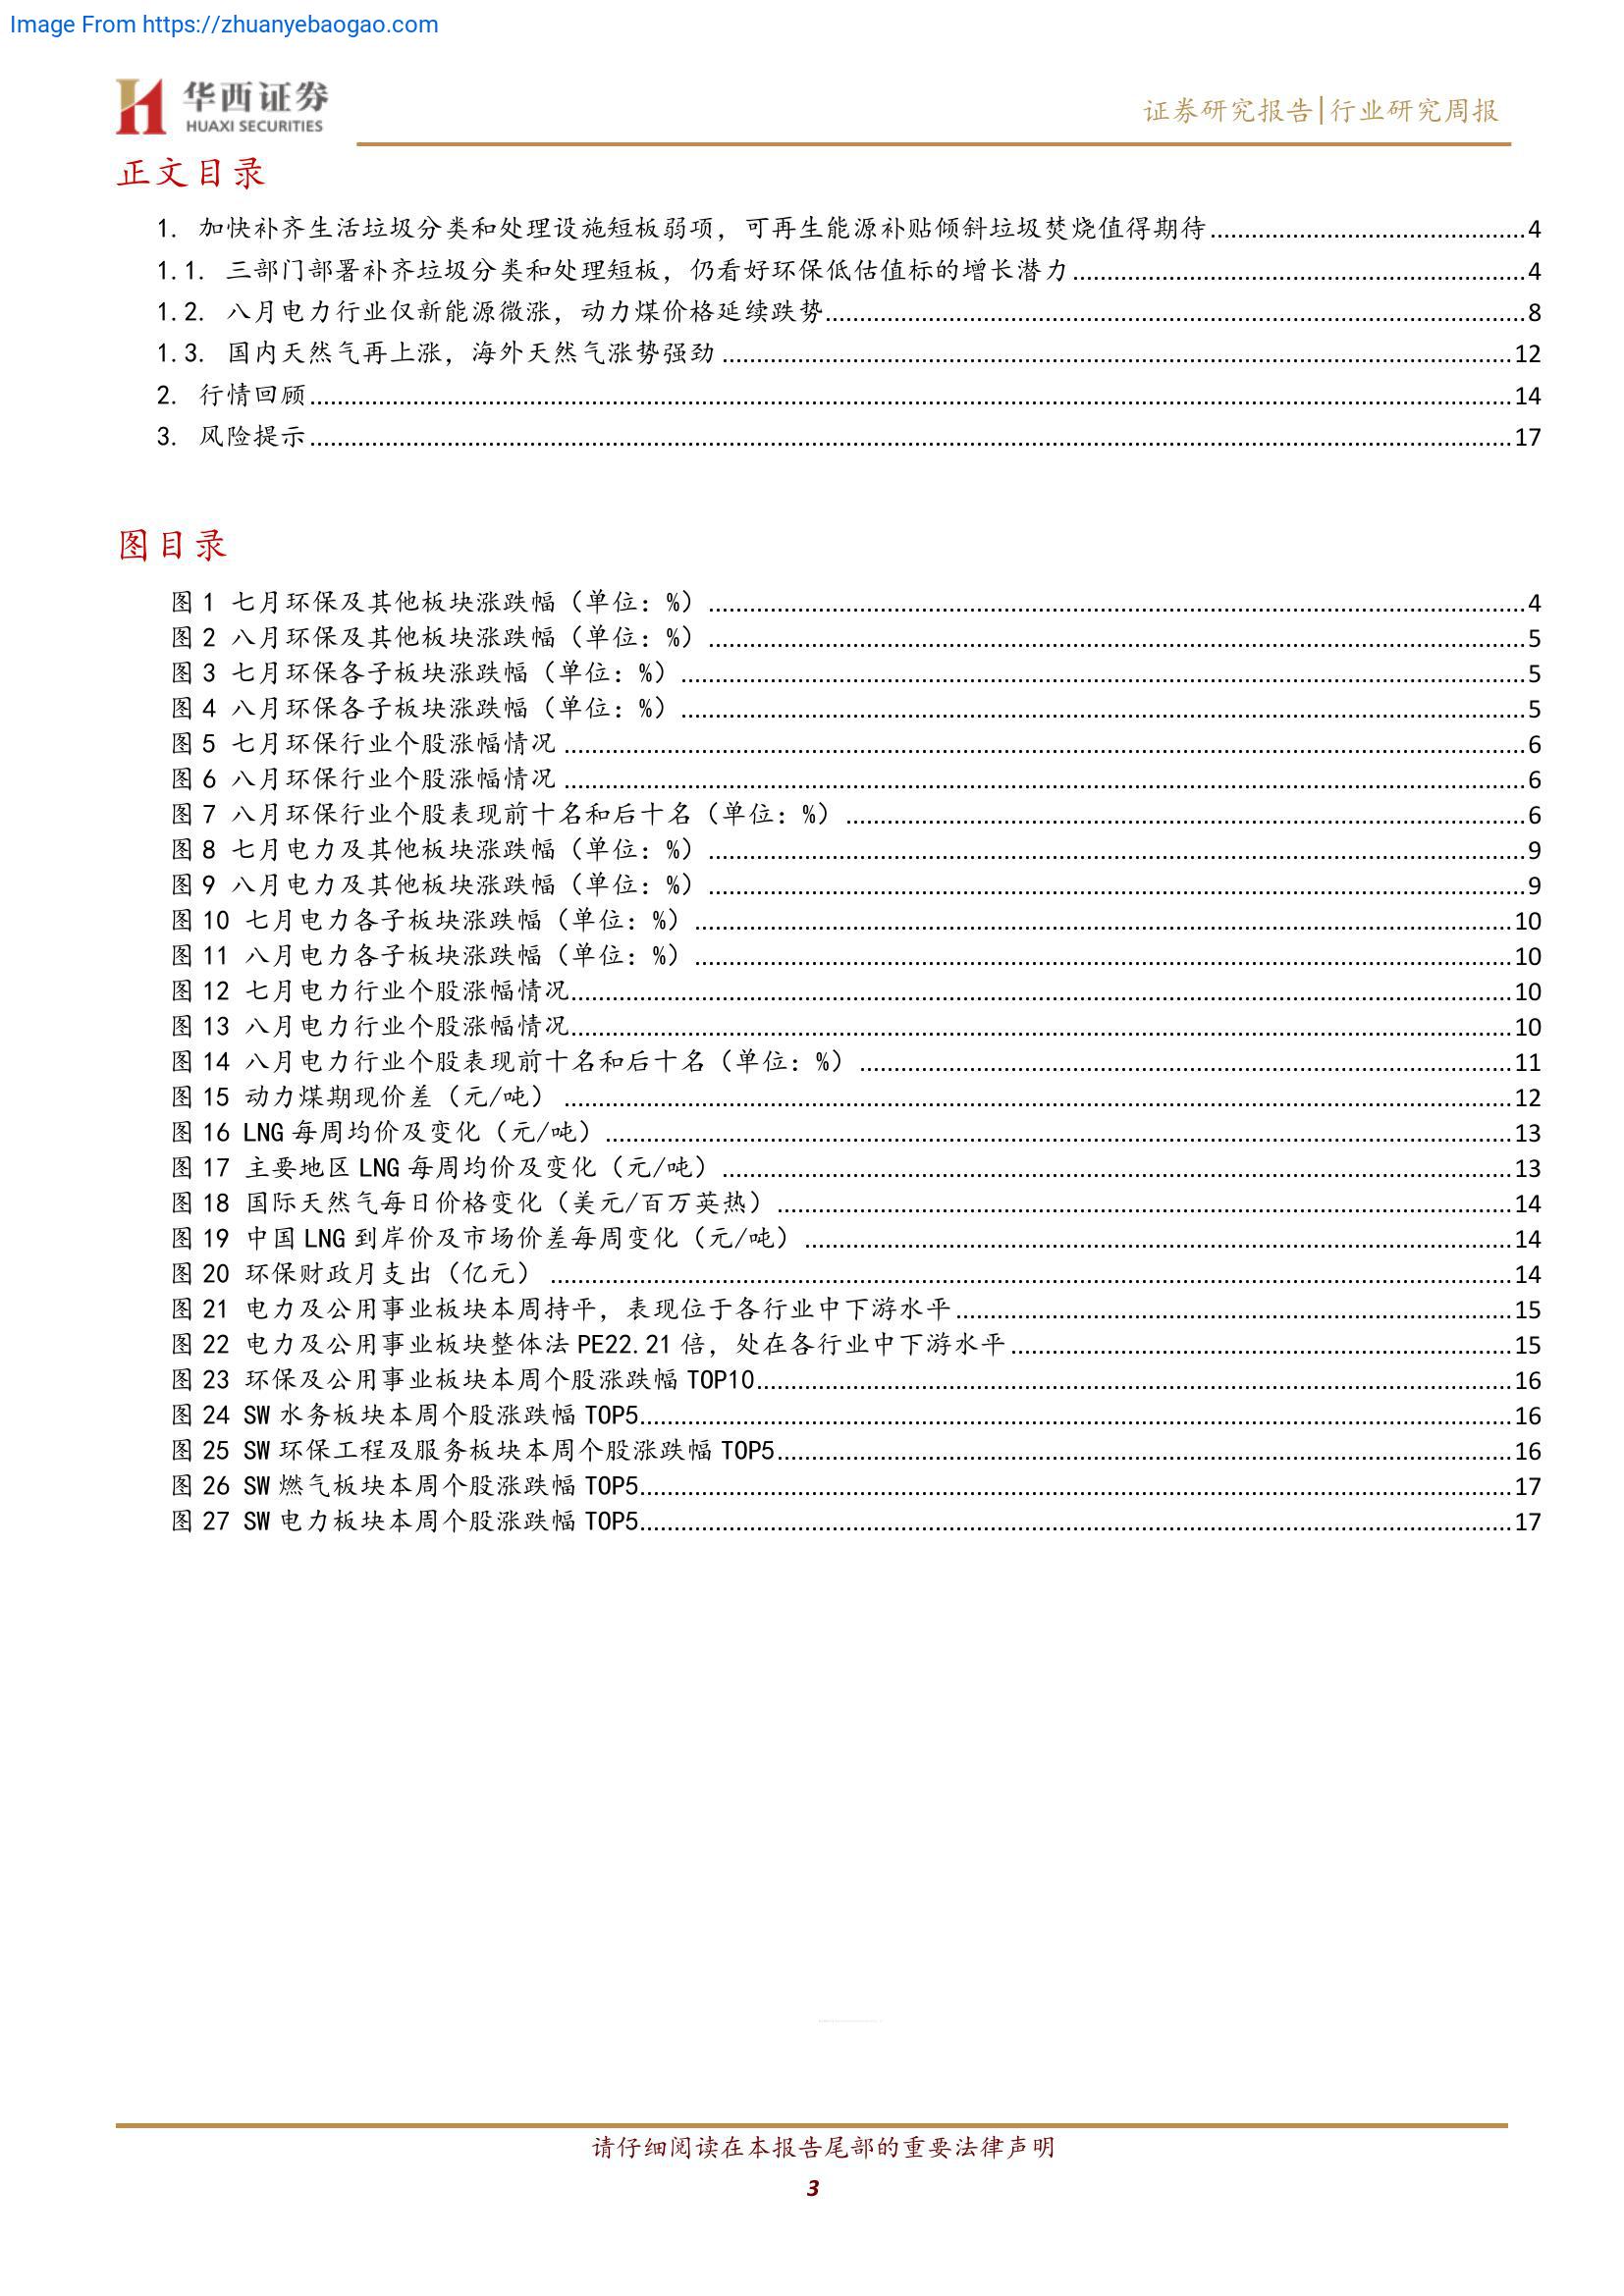 Image From https://zhuanyebaogao.com
华西证券
HUAXI SECURITIES
证券研究报告|行业研究周报
正文目录
1. 加快补齐生活垃圾分类和处理设施短板弱项，可再生能源补贴倾斜垃圾焚烧值得期待 4
1.1. 三部门部署补齐垃圾分类和处理短板，仍看好环保低估值标的增长潜力 4
1.2. 八月电力行业仅新能源微涨，动力煤价格延续跌势 8
1.3. 国内天然气再上涨，海外天然气涨势强劲 12
2. 行情回顾 14
3. 风险提示 17
图目录
图 1 七月环保及其他板块涨跌幅（单位：%） 4
图 2 八月环保及其他板块涨跌幅（单位：%） 5
图 3 七月环保各子板块涨跌幅（单位：%） 5
图 4 八月环保各子板块涨跌幅（单位：%） 5
图 5 七月环保行业个股涨幅情况 6
图 6 八月环保行业个股涨幅情况 6
图 7 八月环保行业个股表现前十名和后十名（单位：%） 6
图 8 七月电力及其他板块涨跌幅（单位：%） 9
图 9 八月电力及其他板块涨跌幅（单位：%） 9
图 10 七月电力各子板块涨跌幅（单位：%） 10
图 11 八月电力各子板块涨跌幅（单位：%） 10
图 12 七月电力行业个股涨幅情况 10
图 13 八月电力行业个股涨幅情况 10
图 14 八月电力行业个股表现前十名和后十名（单位：%） 11
图 15 动力煤期现价差（元/吨） 12
图 16 LNG 每周均价及变化（元/吨） 13
图 17 主要地区 LNG 每周均价及变化（元/吨） 13
图 18 国际天然气每日价格变化（美元/百万英热） 14
图 19 中国 LNG 到岸价及市场价差每周变化（元/吨） 14
图 20 环保财政月支出（亿元） 14
图 21 电力及公用事业板块本周持平，表现位于各行业中下游水平 15
图 22 电力及公用事业板块整体法 PE22.21 倍，处在各行业中下游水平 15
图 23 环保及公用事业板块本周个股涨跌幅 TOP10 16
图 24 SW 水务板块本周个股涨跌幅 TOP5 16
图 25 SW 环保工程及服务板块本周个股涨跌幅 TOP5 16
图 26 SW 燃气板块本周个股涨跌幅 TOP5 17
图 27 SW 电力板块本周个股涨跌幅 TOP5 17
请仔细阅读在本报告尾部的重要法律声明
3